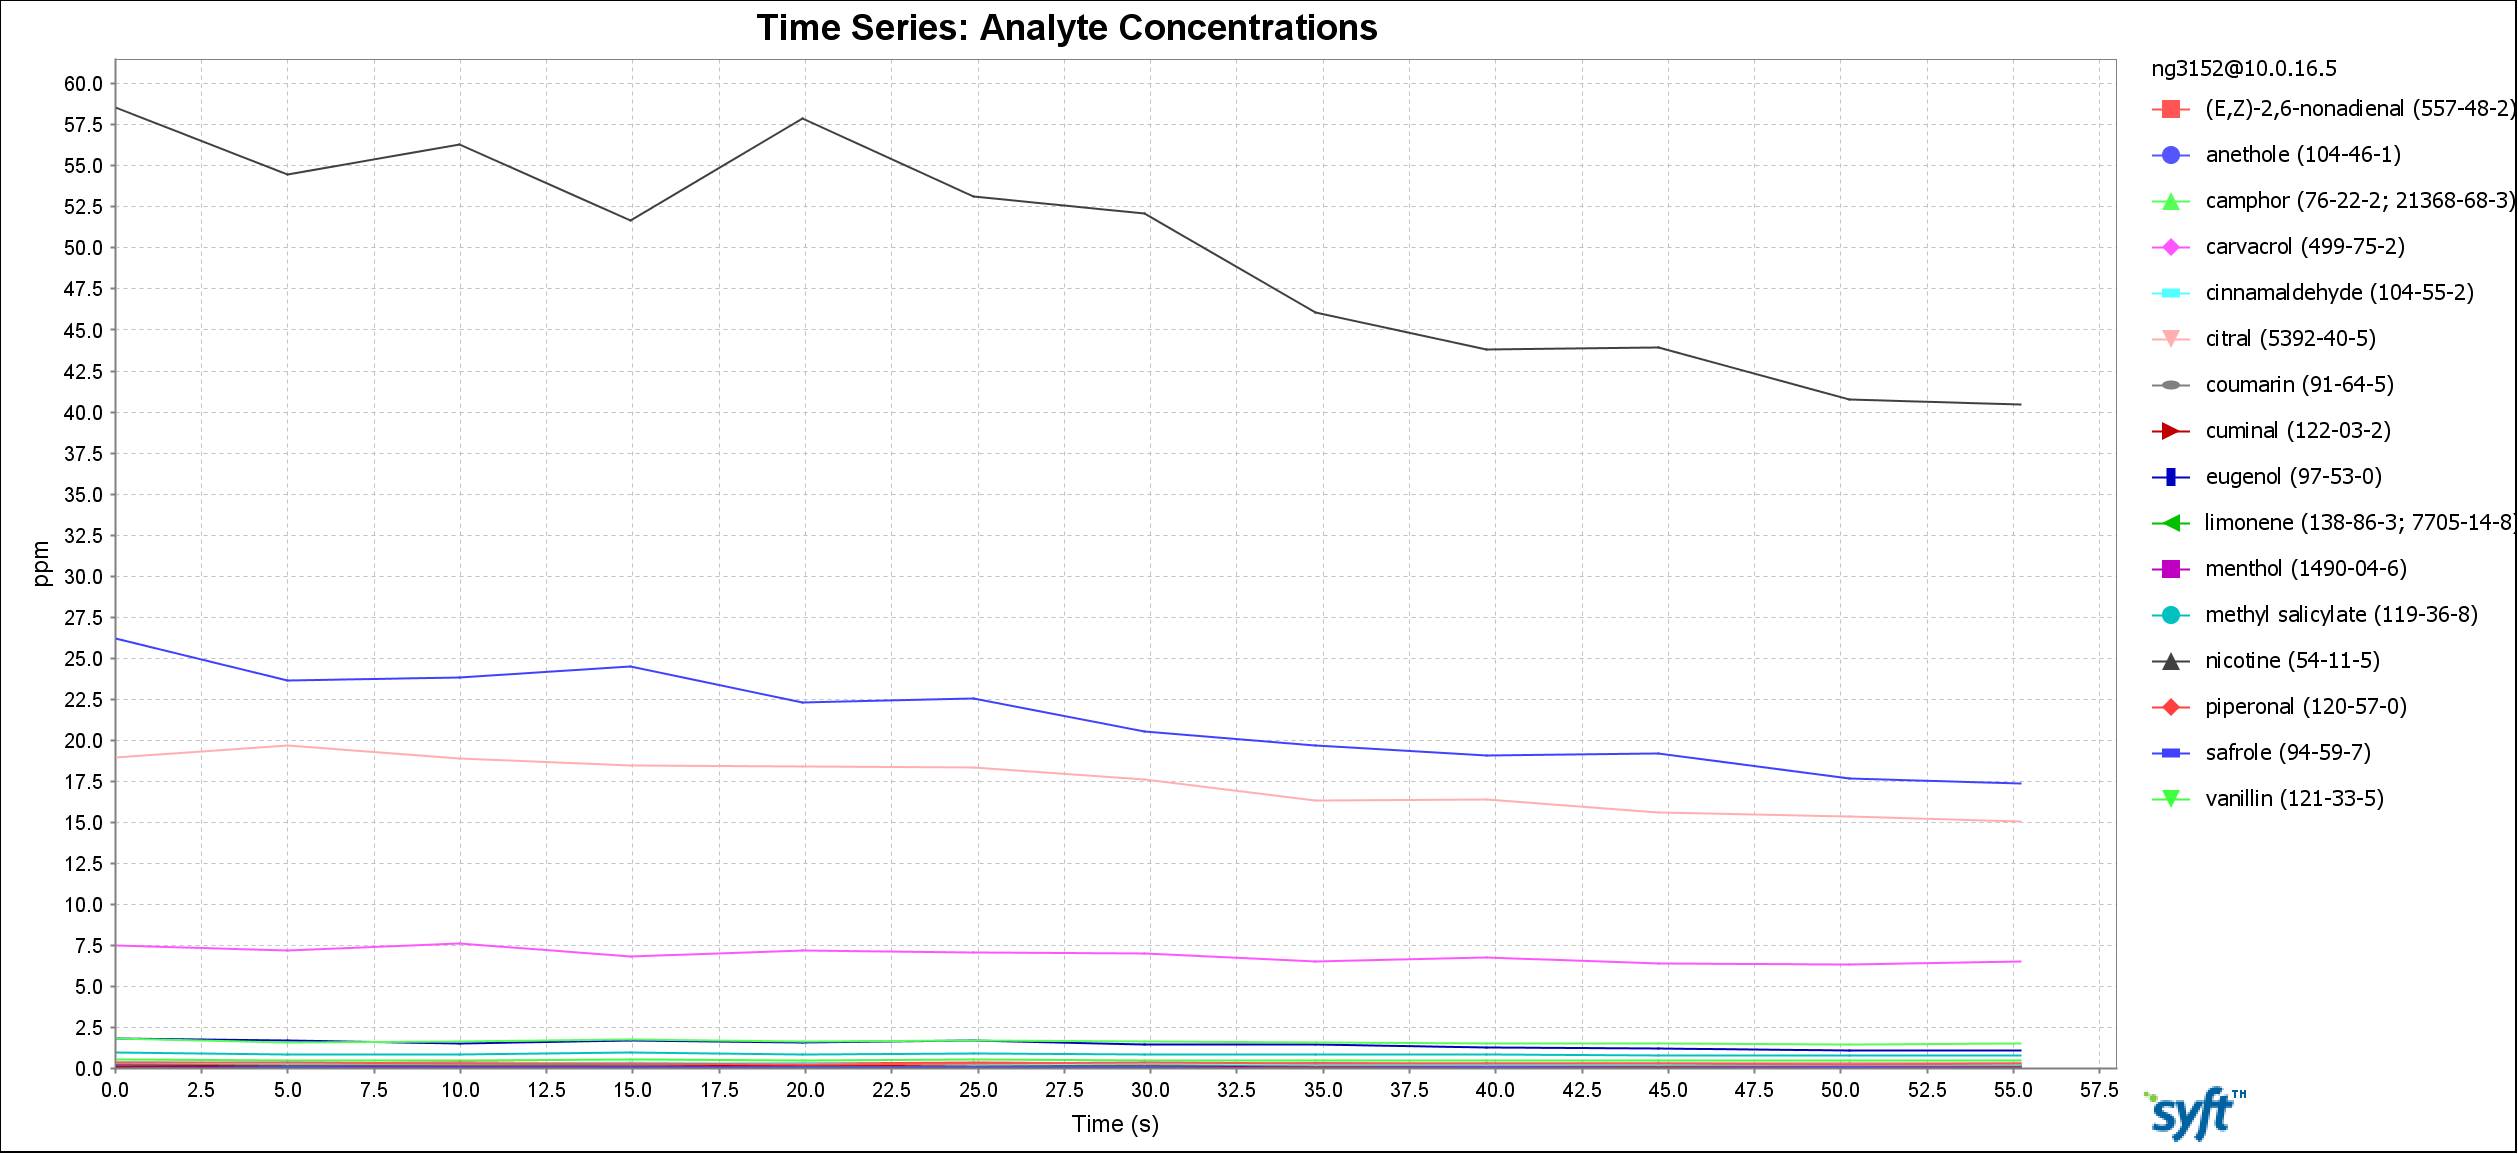 Time Series: Analyte Concentrations
60.0
57.5
55.0
52.5
50.0
47.5
45.0
42.5
40.0
37.5
35.0
32.5
30.0
27.5
25.0
22.5
20.0
17.5
15.0
12.5
10.0
7.5
5.0
2.5
0.0
ppm
0.0 2.5 5.0 7.5 10.0 12.5 15.0 17.5 20.0 22.5 25.0 27.5 30.0 32.5 35.0 37.5 40.0 42.5 45.0 47.5 50.0 52.5 55.0 57.5
Time (s)
ng3152@10.0.16.5
(E,Z)-2,6-nonadienal (557-48-2)
anethole (104-46-1)
camphor (76-22-2; 21368-68-3)
carvacrol (499-75-2)
cinnamaldehyde (104-55-2)
citral (5392-40-5)
coumarin (91-64-5)
cuminal (122-03-2)
eugenol (97-53-0)
limonene (138-86-3; 7705-14-8)
menthol (1490-04-6)
methyl salicylate (119-36-8)
nicotine (54-11-5)
piperonal (120-57-0)
safrole (94-59-7)
vanillin (121-33-5)
syft™